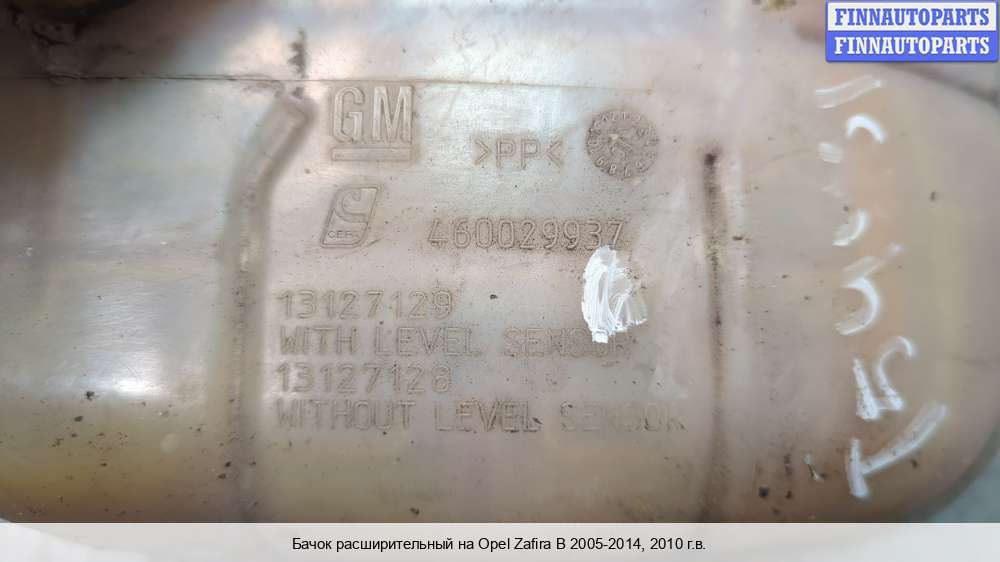 FINNAUTOPARTS
FINNAUTOPARTS
GM
>PP<
460029937
13127129
WITH LEVEL SENSOR
13127128
WITHOUT LEVEL SENSOR
Бачок расширительный на Opel Zafira B 2005-2014, 2010 г.в.